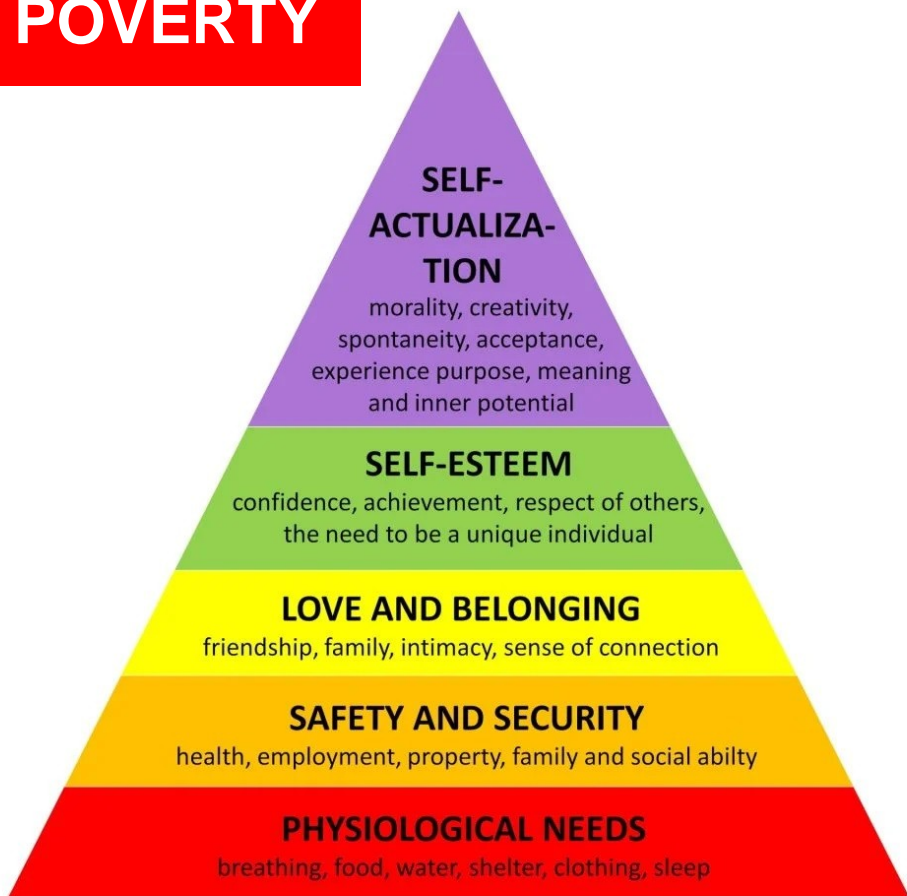 POVERTY
SELF-
ACTUALIZA-
TION
morality, creativity,
spontaneity, acceptance,
experience purpose, meaning
and inner potential
SELF-ESTEEM
confidence, achievement, respect of others,
the need to be a unique individual
LOVE AND BELONGING
friendship, family, intimacy, sense of connection
SAFETY AND SECURITY
health, employment, property, family and social abilty
PHYSIOLOGICAL NEEDS
breathing, food, water, shelter, clothing, sleep